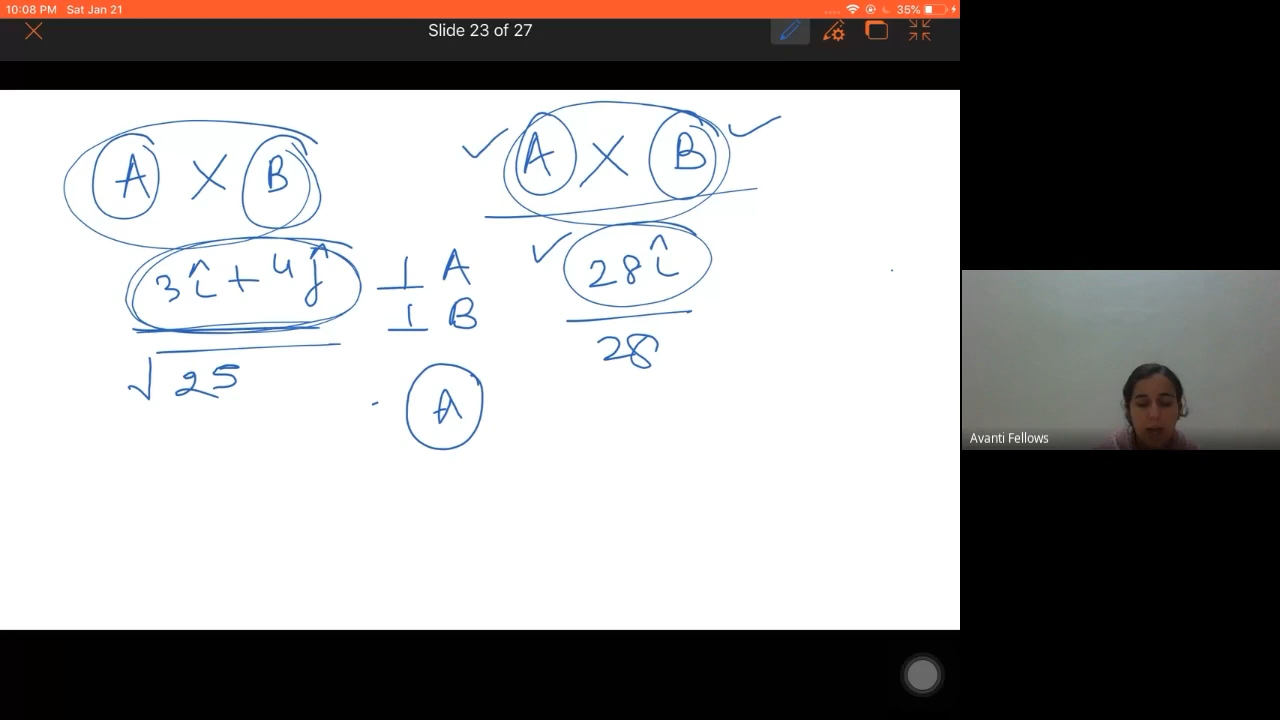 10:08 PM Sat Jan 21
35%
Slide 23 of 27
A × B
A × B
3î + 4ĵ
⊥ A
⊥ B
28î
√25
28
A
Avanti Fellows